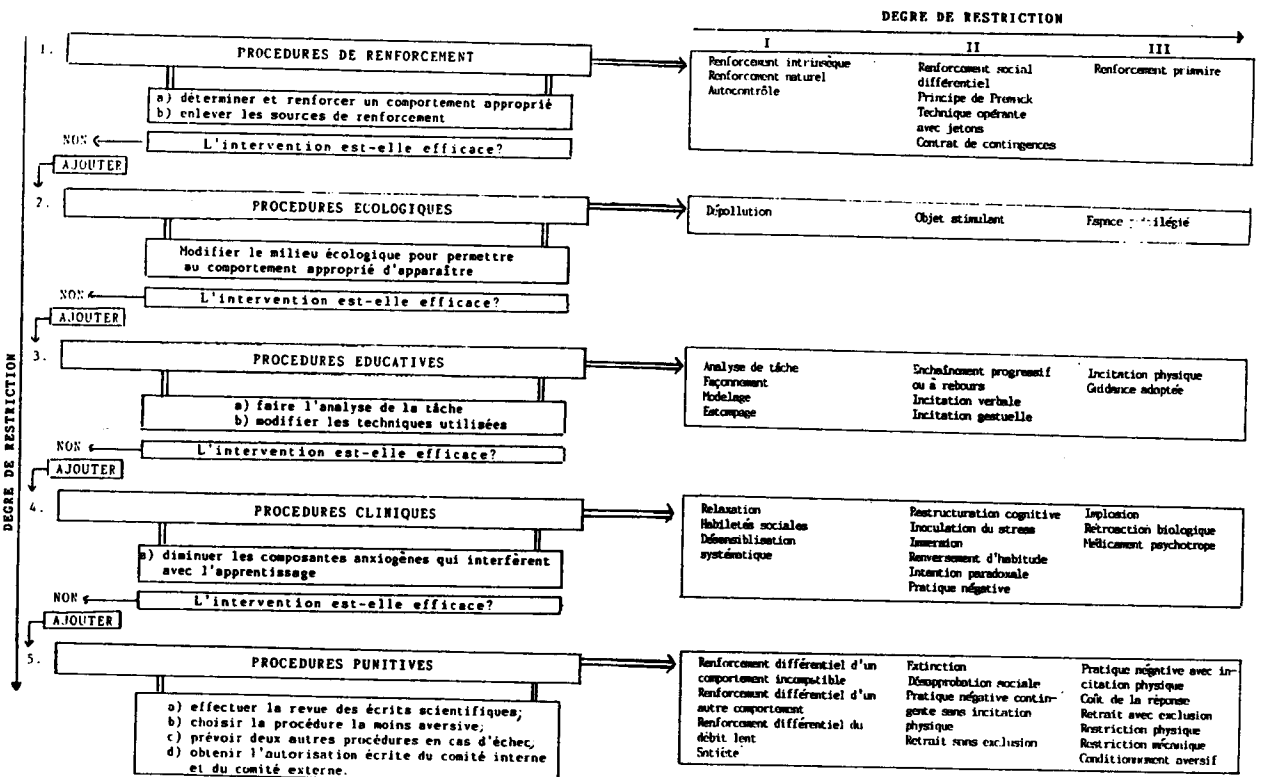 DEGRE DE RESTRICTION
I II III
1. PROCEDURES DE RENFORCEMENT
a) déterminer et renforcer un comportement approprié
b) enlever les sources de renforcement
NON L'intervention est-elle efficace?
AJOUTER
Renforcement intrinsèque
Renforcement naturel
Autocontrôle
Renforcement social
différentiel
Principe de Premack
Technique opérante
avec jetons
Contrat de contingences
Renforcement primaire
2. PROCEDURES ECOLOGIQUES
Modifier le milieu écologique pour permettre
au comportement approprié d'apparaître
NON L'intervention est-elle efficace?
AJOUTER
Dépollution
Objet stimulant
Espace
3. PROCEDURES EDUCATIVES
a) faire l'analyse de la tâche
b) modifier les techniques utilisées
NON L'intervention est-elle efficace?
AJOUTER
Analyse de tâche
Façonnement
Modelage
Estompage
Enchaînement progressif
ou à rebours
Incitation verbale
Incitation gestuelle
Incitation physique
Guidance adaptée
4. PROCEDURES CLINIQUES
a) diminuer les composantes anxiogènes qui interfèrent
avec l'apprentissage
NON L'intervention est-elle efficace?
AJOUTER
Relaxation
Habiletés sociales
Désensiblisation
systématique
Restructuration cognitive
Inoculation du stress
Immersion
Renversement d'habitude
Intention paradoxale
Pratique négative
Implosion
Rétroaction biologique
Médicament psychotrope
5. PROCEDURES PUNITIVES
a) effectuer la revue des écrits scientifiques;
b) choisir la procédure la moins aversive;
c) prévoir deux autres procédures en cas d'échec;
d) obtenir l'autorisation écrite du comité interne
et du comité externe.
Renforcement différentiel d'un
comportement incompatible
Renforcement différentiel d'un
autre comportement
Renforcement différentiel du
débit lent
Satiété
Extinction
Désapprobation sociale
Pratique négative contin-
gente sans incitation
physique
Retrait sans exclusion
Pratique négative avec in-
citation physique
Coût de la réponse
Retrait avec exclusion
Restriction physique
Restriction mécanique
Conditionnement aversif
DEGRE DE RESTRICTION